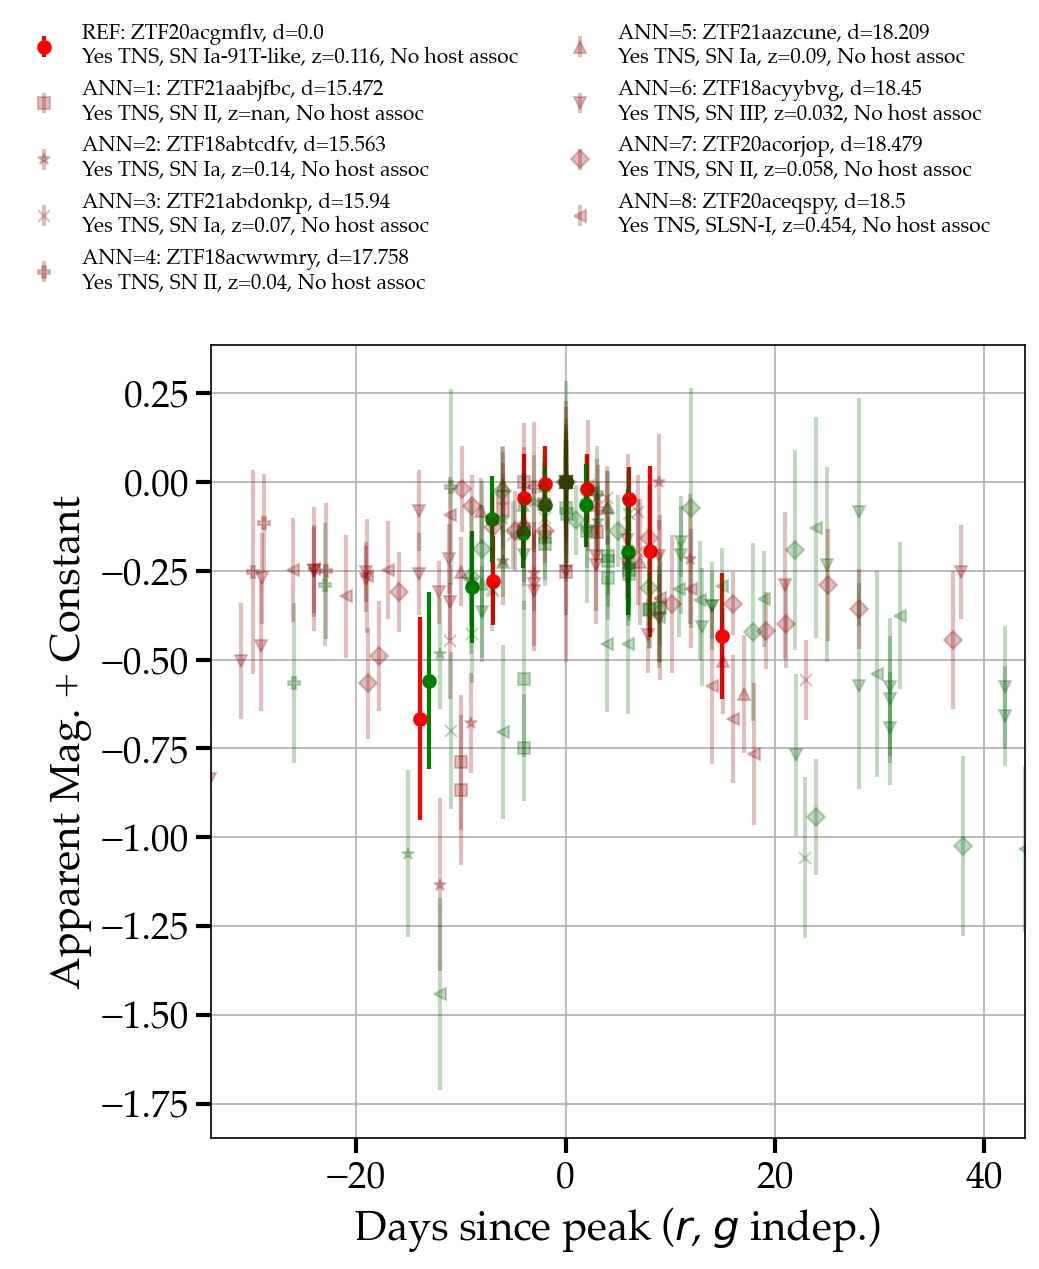 REF: ZTF20acgmflv, d=0.0
Yes TNS, SN Ia-91T-like, z=0.116, No host assoc
ANN=1: ZTF21aabjfbc, d=15.472
Yes TNS, SN II, z=nan, No host assoc
ANN=2: ZTF18abtcdfv, d=15.563
Yes TNS, SN Ia, z=0.14, No host assoc
ANN=3: ZTF21abdonkp, d=15.94
Yes TNS, SN Ia, z=0.07, No host assoc
ANN=4: ZTF18acwwmry, d=17.758
Yes TNS, SN II, z=0.04, No host assoc
ANN=5: ZTF21aazcune, d=18.209
Yes TNS, SN Ia, z=0.09, No host assoc
ANN=6: ZTF18acyybvg, d=18.45
Yes TNS, SN IIP, z=0.032, No host assoc
ANN=7: ZTF20acorjop, d=18.479
Yes TNS, SN II, z=0.058, No host assoc
ANN=8: ZTF20aceqspy, d=18.5
Yes TNS, SLSN-I, z=0.454, No host assoc
Apparent Mag. + Constant
0.25
0.00
−0.25
−0.50
−0.75
−1.00
−1.25
−1.50
−1.75
−20 0 20 40
Days since peak (r, g indep.)